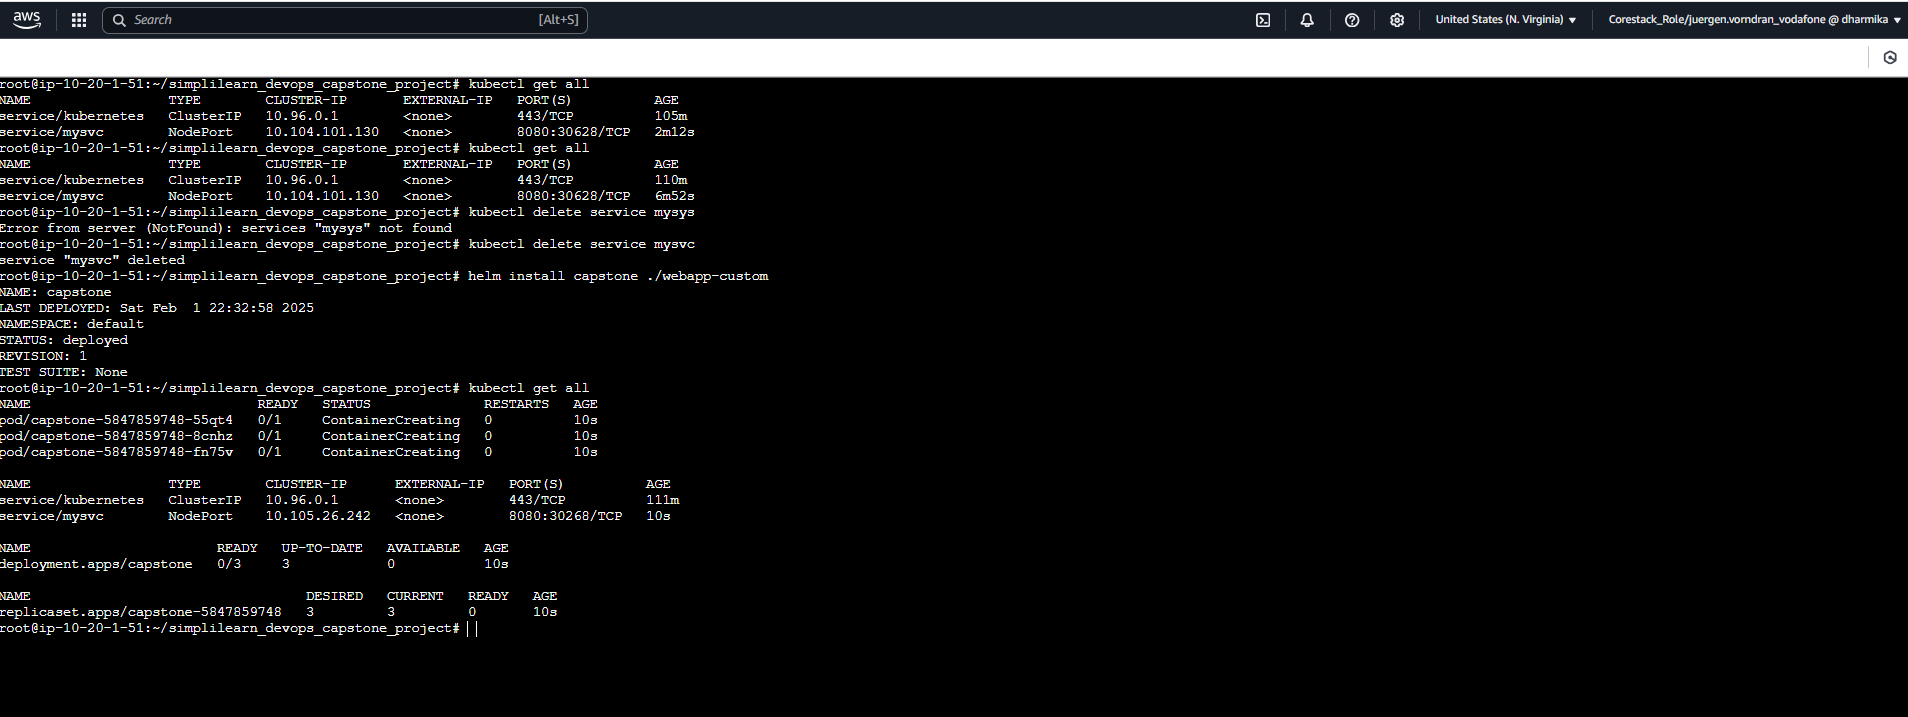 aws Search [Alt+S] United States (N. Virginia) Corestack_Role/juergen.vorndran_vodafone @ dharmika
root@ip-10-20-1-51:~/simplilearn_devops_capstone_project# kubectl get all
NAME TYPE CLUSTER-IP EXTERNAL-IP PORT(S) AGE
service/kubernetes ClusterIP 10.96.0.1 <none> 443/TCP 105m
service/mysvc NodePort 10.104.101.130 <none> 8080:30628/TCP 2m12s
root@ip-10-20-1-51:~/simplilearn_devops_capstone_project# kubectl get all
NAME TYPE CLUSTER-IP EXTERNAL-IP PORT(S) AGE
service/kubernetes ClusterIP 10.96.0.1 <none> 443/TCP 110m
service/mysvc NodePort 10.104.101.130 <none> 8080:30628/TCP 6m52s
root@ip-10-20-1-51:~/simplilearn_devops_capstone_project# kubectl delete service mysys
Error from server (NotFound): services "mysys" not found
root@ip-10-20-1-51:~/simplilearn_devops_capstone_project# kubectl delete service mysvc
service "mysvc" deleted
root@ip-10-20-1-51:~/simplilearn_devops_capstone_project# helm install capstone ./webapp-custom
NAME: capstone
LAST DEPLOYED: Sat Feb  1 22:32:58 2025
NAMESPACE: default
STATUS: deployed
REVISION: 1
TEST SUITE: None
root@ip-10-20-1-51:~/simplilearn_devops_capstone_project# kubectl get all
NAME READY STATUS RESTARTS AGE
pod/capstone-5847859748-55qt4 0/1 ContainerCreating 0 10s
pod/capstone-5847859748-8cnhz 0/1 ContainerCreating 0 10s
pod/capstone-5847859748-fn75v 0/1 ContainerCreating 0 10s
NAME TYPE CLUSTER-IP EXTERNAL-IP PORT(S) AGE
service/kubernetes ClusterIP 10.96.0.1 <none> 443/TCP 111m
service/mysvc NodePort 10.105.26.242 <none> 8080:30268/TCP 10s
NAME READY UP-TO-DATE AVAILABLE AGE
deployment.apps/capstone 0/3 3 0 10s
NAME DESIRED CURRENT READY AGE
replicaset.apps/capstone-5847859748 3 3 0 10s
root@ip-10-20-1-51:~/simplilearn_devops_capstone_project#